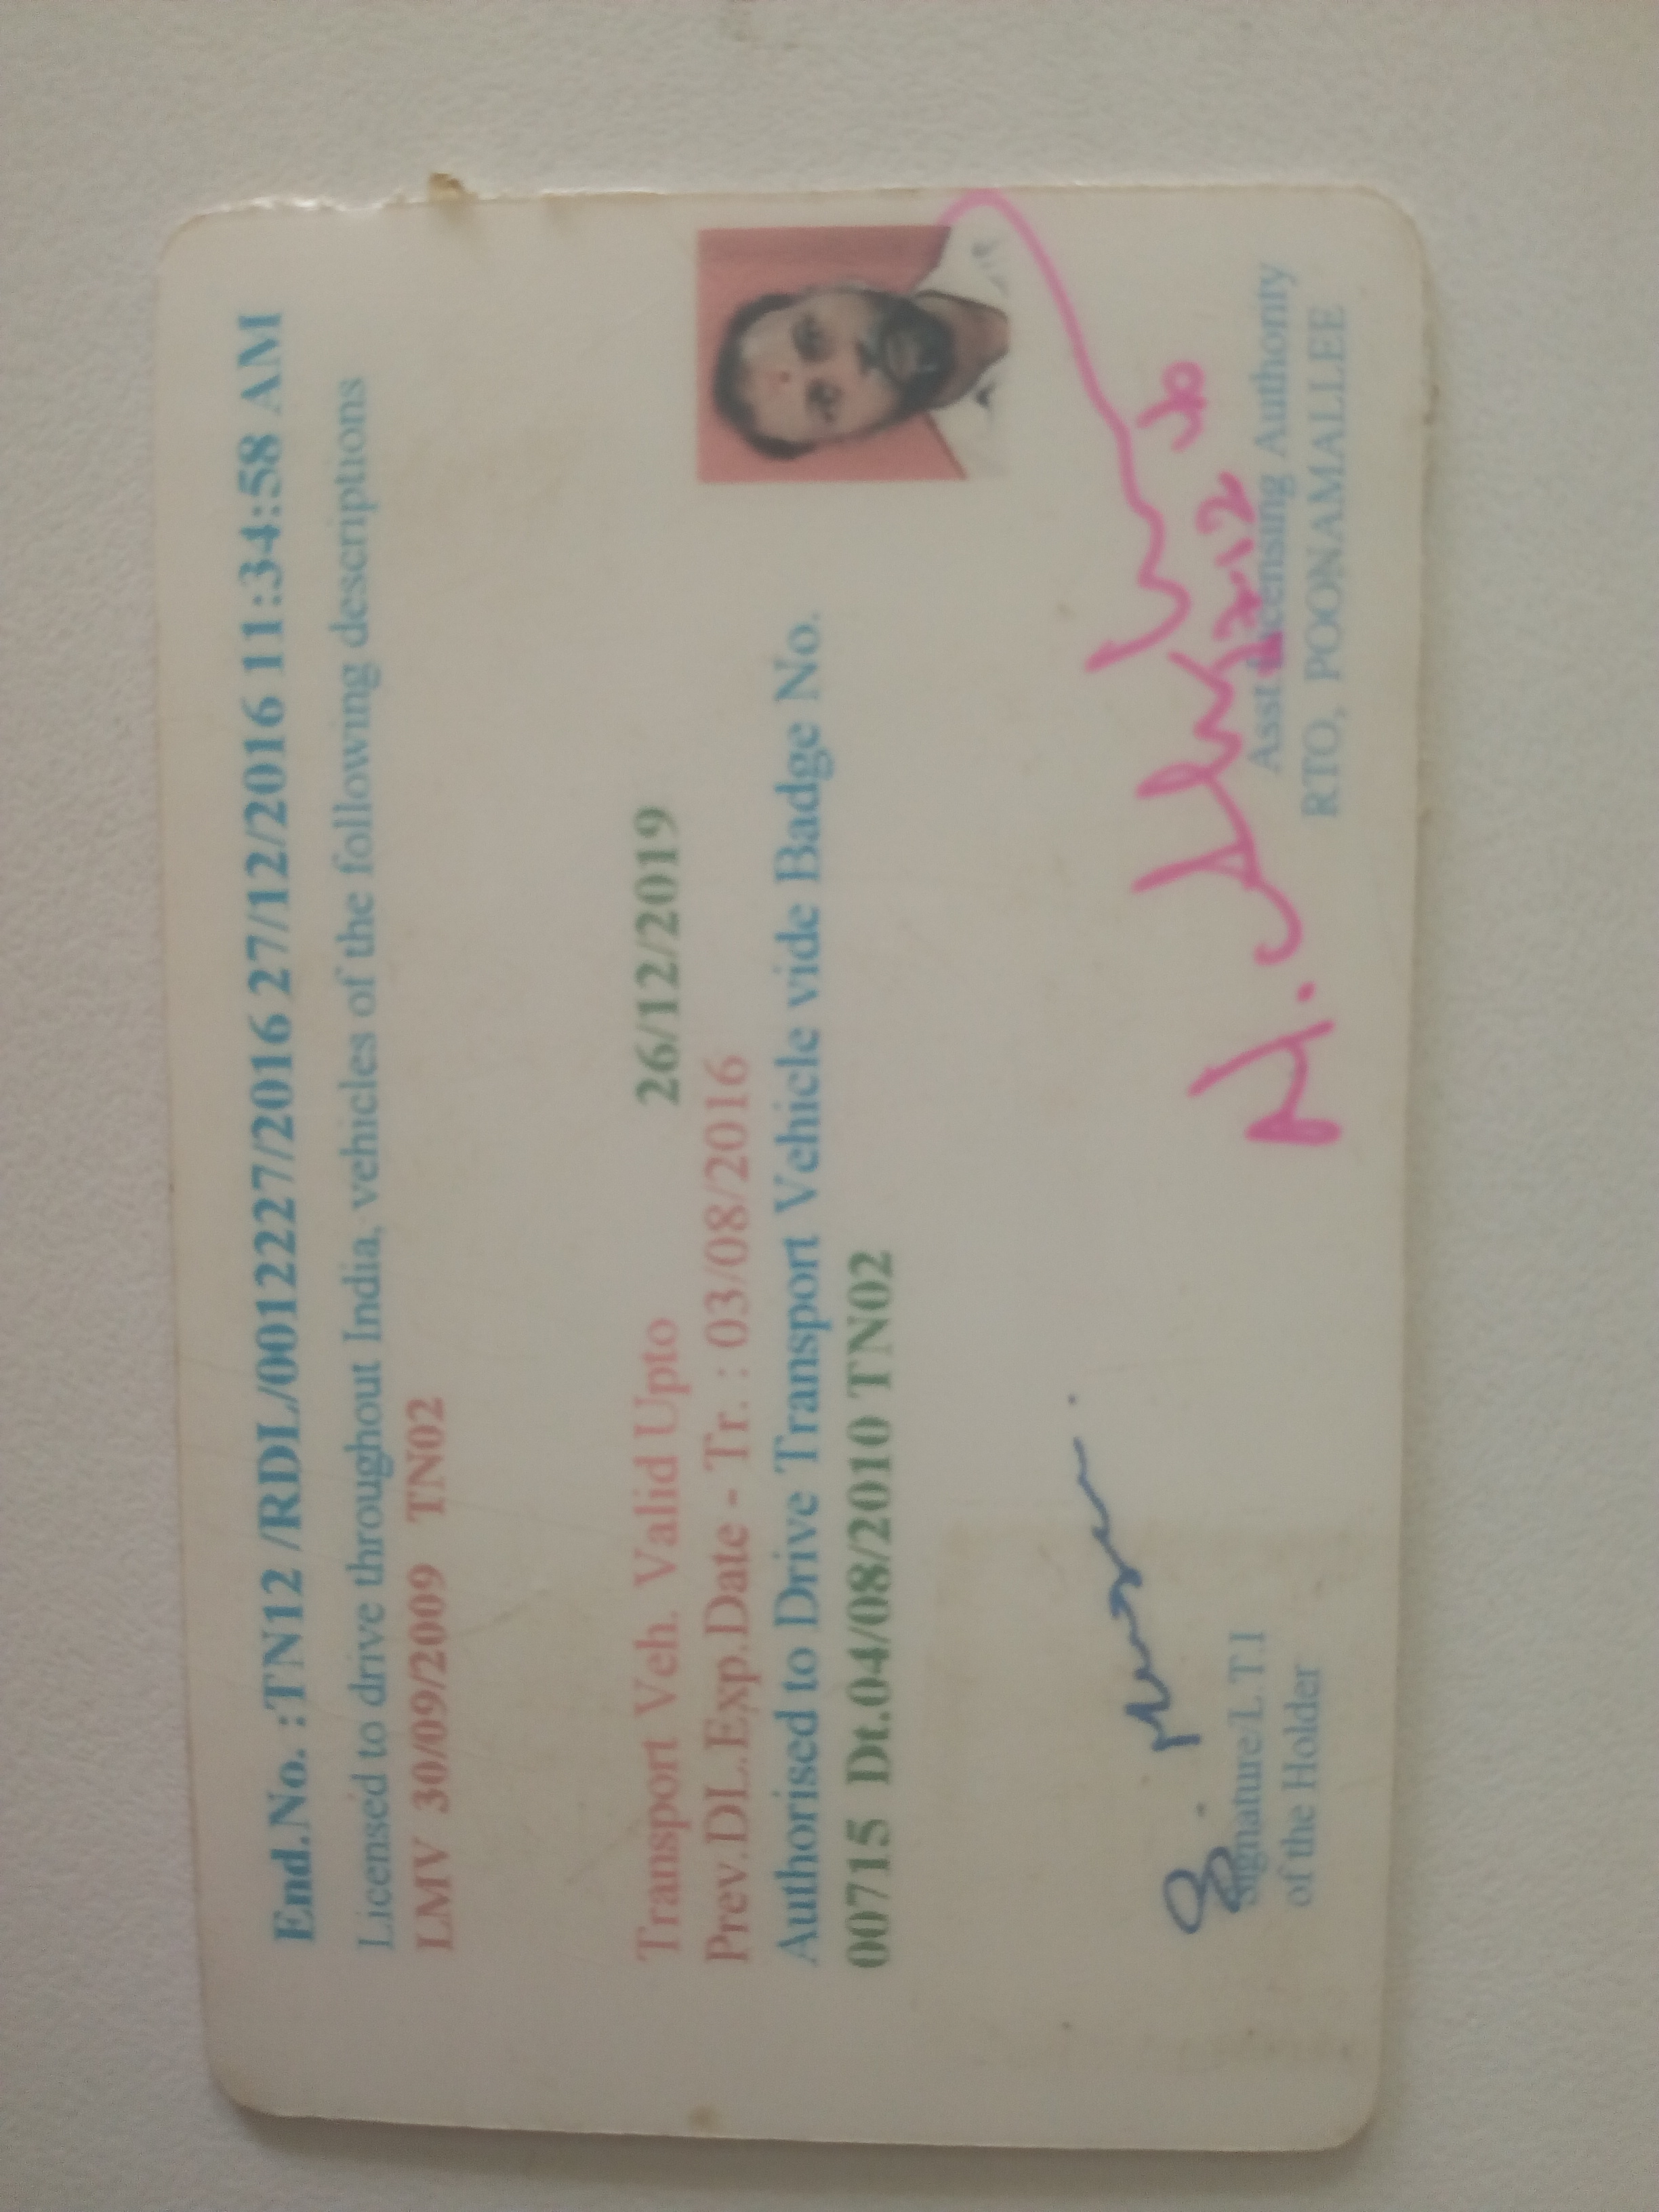 End.No. :TN12 /RDL/0012227/2016 27/12/2016 11:34:58 AM
Licensed to drive throughout India, vehicles of the following descriptions
LMV 30/09/2009 TN02
Transport Veh. Valid Upto 26/12/2019
Prev.DL.Exp.Date - Tr. : 03/08/2016
Authorised to Drive Transport Vehicle vide Badge No.
00715 Dt.04/08/2010 TN02
Signature/L.T.I
of the Holder
Asst Licensing Authority
RTO, POONAMALLEE